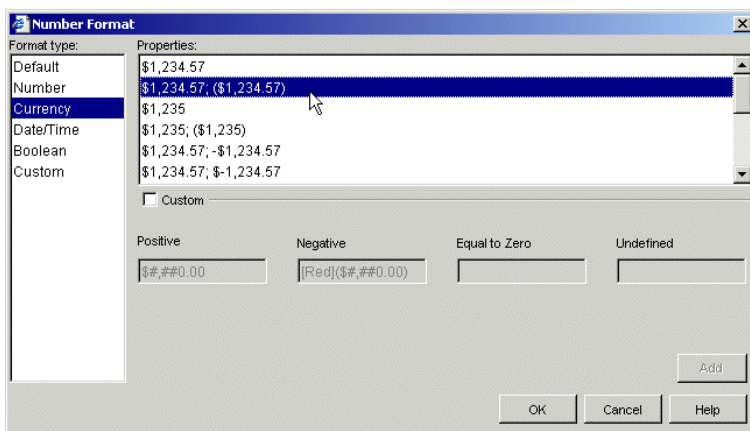 Number Format
Format type:
Default
Number
Currency
Date/Time
Boolean
Custom
Properties:
$1,234.57
$1,234.57; ($1,234.57)
$1,235
$1,235; ($1,235)
$1,234.57; -$1,234.57
$1,234.57; $-1,234.57
Custom
Positive Negative Equal to Zero Undefined
$#,##0.00 [Red]($#,##0.00)
Add
OK Cancel Help